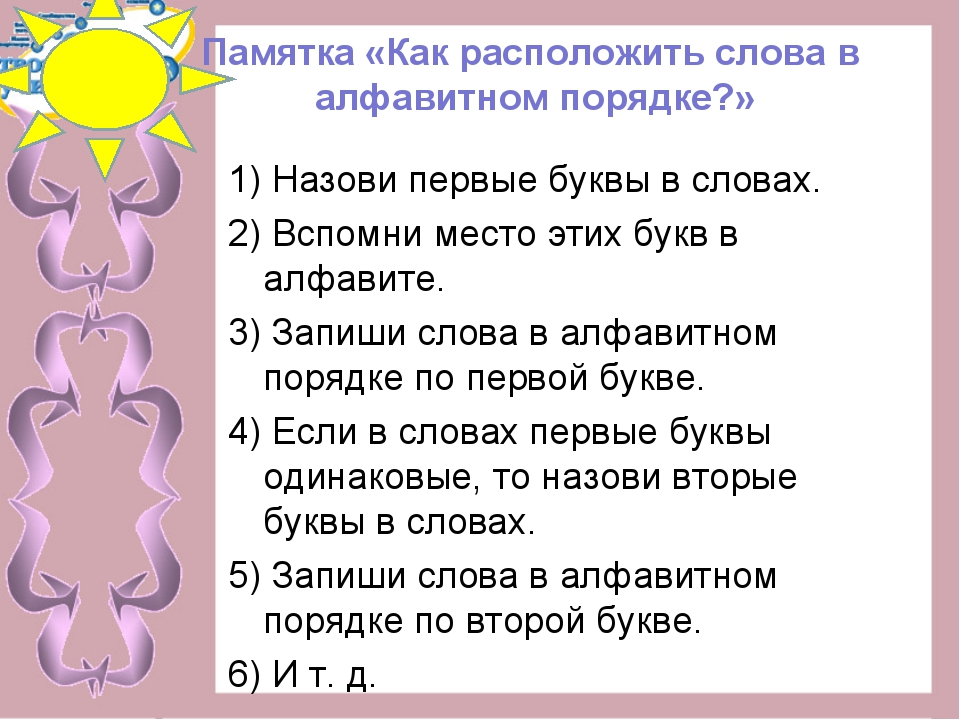 Памятка «Как расположить слова в
алфавитном порядке?»
1) Назови первые буквы в словах.
2) Вспомни место этих букв в
алфавите.
3) Запиши слова в алфавитном
порядке по первой букве.
4) Если в словах первые буквы
одинаковые, то назови вторые
буквы в словах.
5) Запиши слова в алфавитном
порядке по второй букве.
6) И т. д.